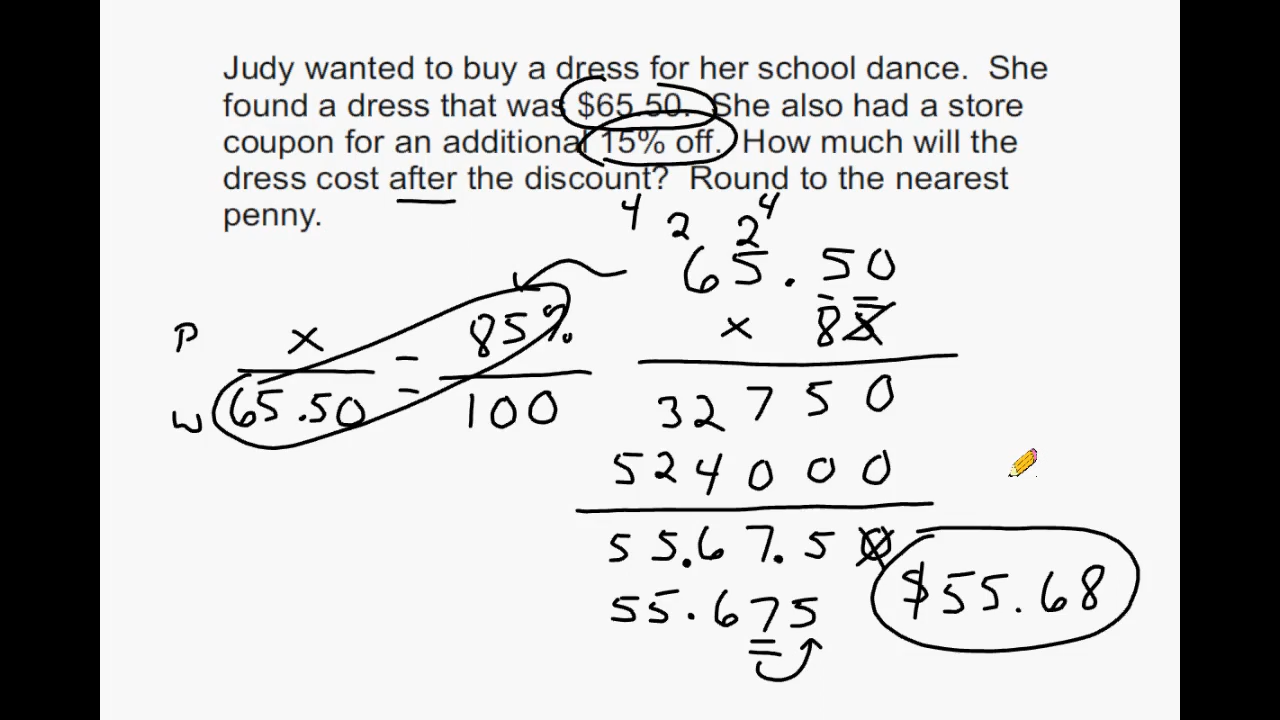 Judy wanted to buy a dress for her school dance. She
found a dress that was $65.50. She also had a store
coupon for an additional 15% off. How much will the
dress cost after the discount? Round to the nearest
penny.
4 2 2 4
65.50
x 85
P x = 85%
W 65.50 = 100
32750
524000
55.67.50
55.675
$55.68